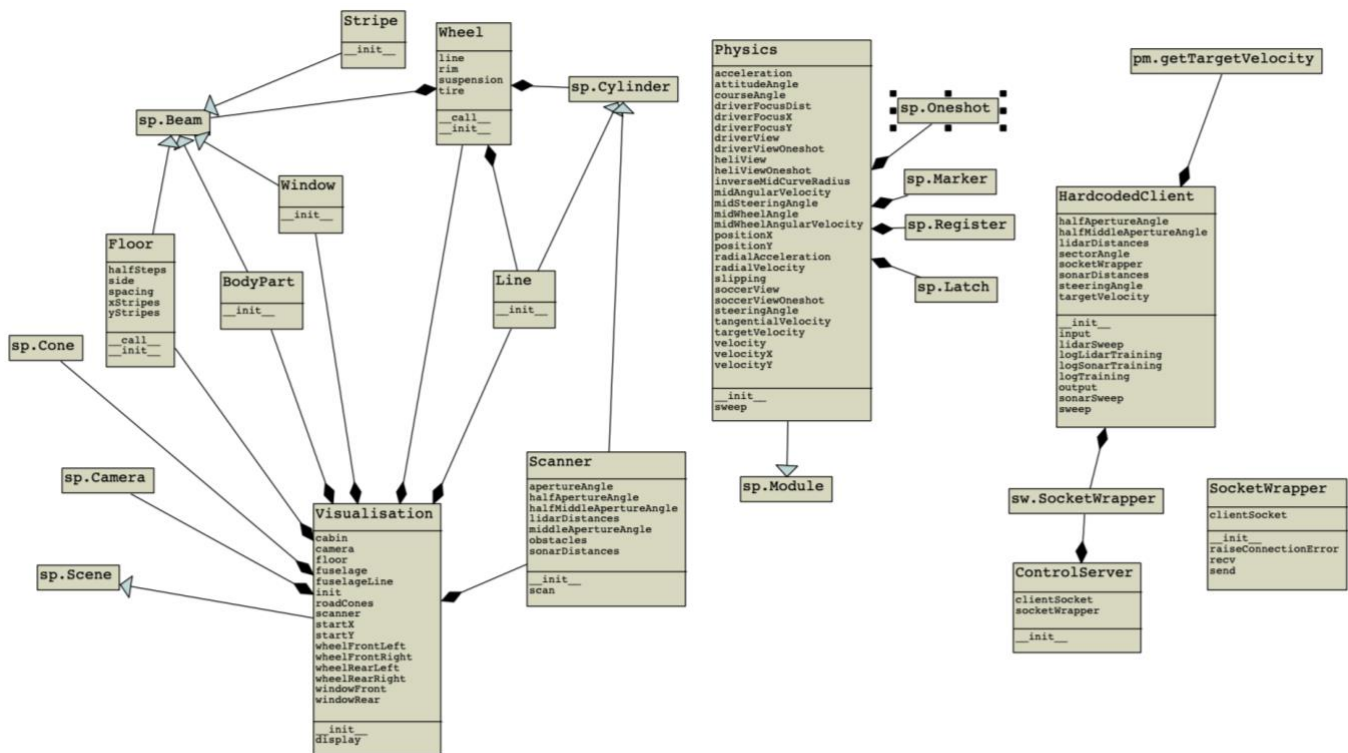 Stripe
__init__
Wheel
line
rim
suspension
tire
__call__
__init__
sp.Cylinder
sp.Beam
Window
__init__
Floor
halfSteps
side
spacing
xStripes
yStripes
__call__
__init__
BodyPart
__init__
Line
__init__
sp.Cone
sp.Camera
sp.Scene
Visualisation
cabin
camera
floor
fuselage
fuselageLine
init
roadCones
scanner
startX
startY
wheelFrontLeft
wheelFrontRight
wheelRearLeft
wheelRearRight
windowFront
windowRear
__init__
display
Scanner
apertureAngle
halfApertureAngle
halfMiddleApertureAngle
lidarDistances
middleApertureAngle
obstacles
sonarDistances
__init__
scan
Physics
acceleration
attitudeAngle
courseAngle
driverFocusDist
driverFocusX
driverFocusY
driverView
driverViewOneshot
heliView
heliViewOneshot
inverseMidCurveRadius
midAngularVelocity
midSteeringAngle
midWheelAngle
midWheelAngularVelocity
positionX
positionY
radialAcceleration
radialVelocity
slipping
soccerView
soccerViewOneshot
steeringAngle
tangentialVelocity
targetVelocity
velocity
velocityX
velocityY
__init__
sweep
sp.Oneshot
sp.Marker
sp.Register
sp.Latch
sp.Module
pm.getTargetVelocity
HardcodedClient
halfApertureAngle
halfMiddleApertureAngle
lidarDistances
sectorAngle
socketWrapper
sonarDistances
steeringAngle
targetVelocity
__init__
input
lidarSweep
logLidarTraining
logSonarTraining
logTraining
output
sonarSweep
sweep
sw.SocketWrapper
ControlServer
clientSocket
socketWrapper
__init__
SocketWrapper
clientSocket
__init__
raiseConnectionError
recv
send